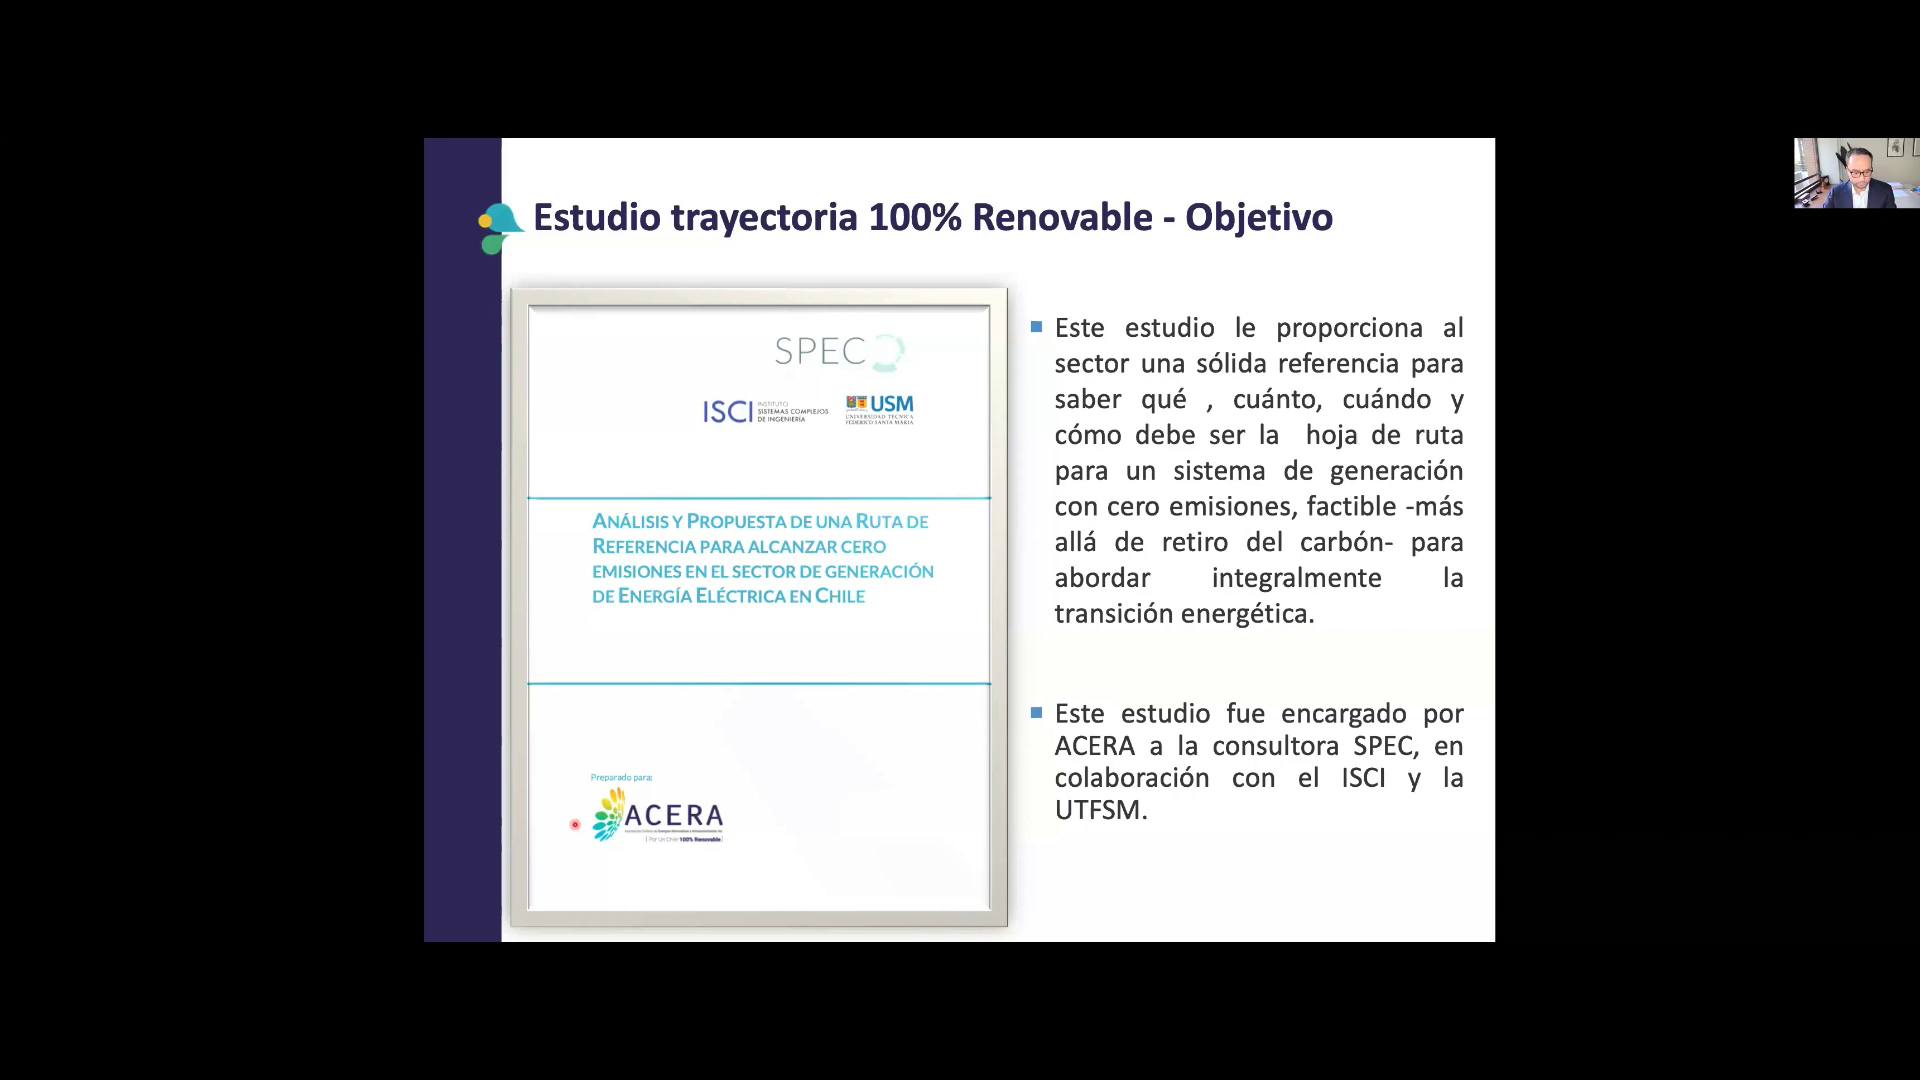 Estudio trayectoria 100% Renovable - Objetivo
SPEC
ISCI INSTITUTO
SISTEMAS COMPLEJOS
DE INGENIERÍA
USM
UNIVERSIDAD TECNICA
FEDERICO SANTA MARIA
ANÁLISIS Y PROPUESTA DE UNA RUTA DE
REFERENCIA PARA ALCANZAR CERO
EMISIONES EN EL SECTOR DE GENERACIÓN
DE ENERGÍA ELÉCTRICA EN CHILE
Preparado para:
ACERA
Por Un Chile 100% Renovable
Este estudio le proporciona al
sector una sólida referencia para
saber qué , cuánto, cuándo y
cómo debe ser la hoja de ruta
para un sistema de generación
con cero emisiones, factible -más
allá de retiro del carbón- para
abordar integralmente la
transición energética.
Este estudio fue encargado por
ACERA a la consultora SPEC, en
colaboración con el ISCI y la
UTFSM.